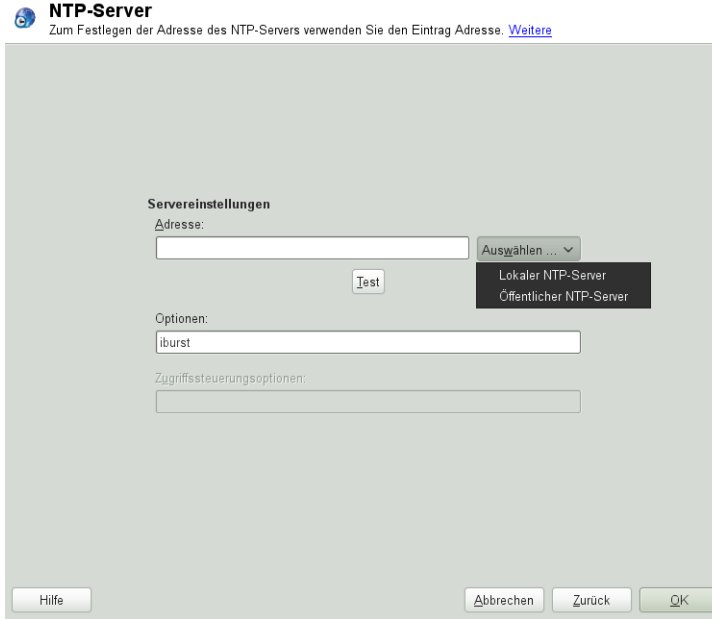 NTP-Server
Zum Festlegen der Adresse des NTP-Servers verwenden Sie den Eintrag Adresse. Weitere
Servereinstellungen
Adresse:
Auswählen ...
Lokaler NTP-Server
Öffentlicher NTP-Server
Test
Optionen:
iburst
Zugriffssteuerungsoptionen:
Hilfe
Abbrechen
Zurück
OK